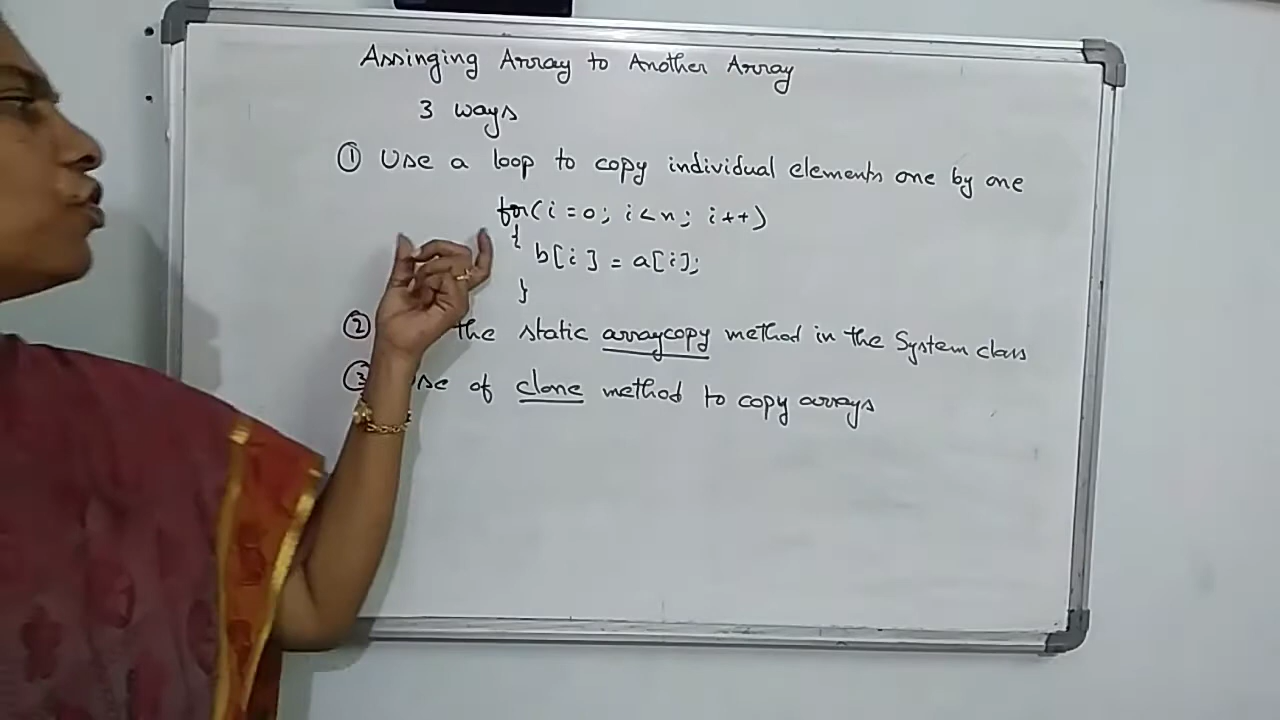 Assinging Array to Another Array
3 ways
① Use a loop to copy individual elements one by one
for(i=0; i<n; i++)
{
b[i] = a[i];
}
② the static arraycopy method in the System class
③ use of clone method to copy arrays